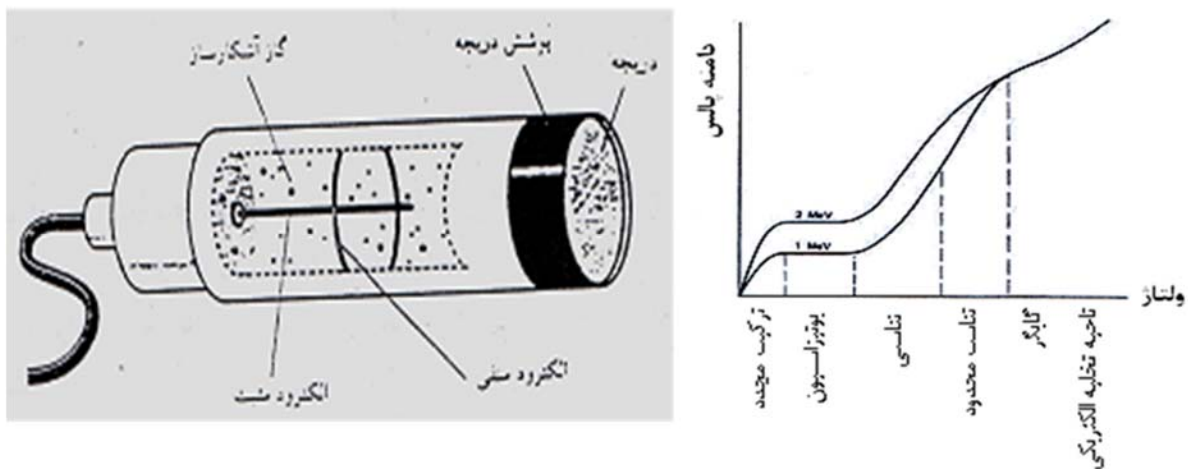 گاز آشکارساز
پوشش دریچه
دریچه
الکترود مثبت
الکترود منفی
دامنه پالس
2 MeV
1 MeV
ولتاژ
ترکیب مجدد
یونیزاسیون
تناسبی
تناسب محدود
گایگر
ناحیه تخلیه الکتریکی